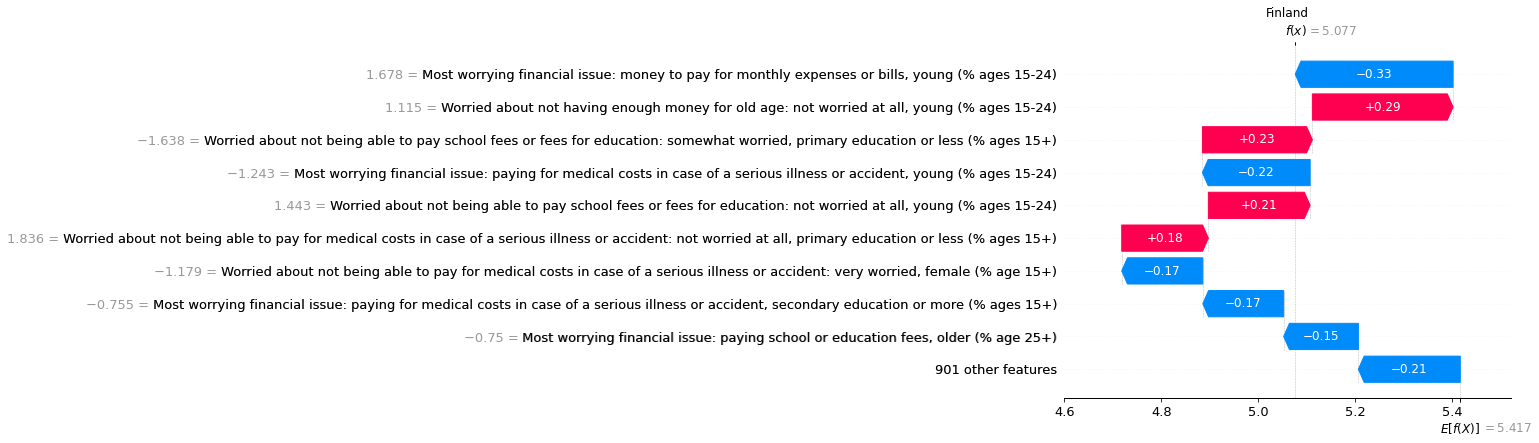 Finland
f(x) = 5.077
1.678 = Most worrying financial issue: money to pay for monthly expenses or bills, young (% ages 15-24)
−0.33
1.115 = Worried about not having enough money for old age: not worried at all, young (% ages 15-24)
+0.29
−1.638 = Worried about not being able to pay school fees or fees for education: somewhat worried, primary education or less (% ages 15+)
+0.23
−1.243 = Most worrying financial issue: paying for medical costs in case of a serious illness or accident, young (% ages 15-24)
−0.22
1.443 = Worried about not being able to pay school fees or fees for education: not worried at all, young (% ages 15-24)
+0.21
1.836 = Worried about not being able to pay for medical costs in case of a serious illness or accident: not worried at all, primary education or less (% ages 15+)
+0.18
−1.179 = Worried about not being able to pay for medical costs in case of a serious illness or accident: very worried, female (% age 15+)
−0.17
−0.755 = Most worrying financial issue: paying for medical costs in case of a serious illness or accident, secondary education or more (% ages 15+)
−0.17
−0.75 = Most worrying financial issue: paying school or education fees, older (% age 25+)
−0.15
901 other features
−0.21
4.6 4.8 5.0 5.2 5.4
E[f(X)] = 5.417